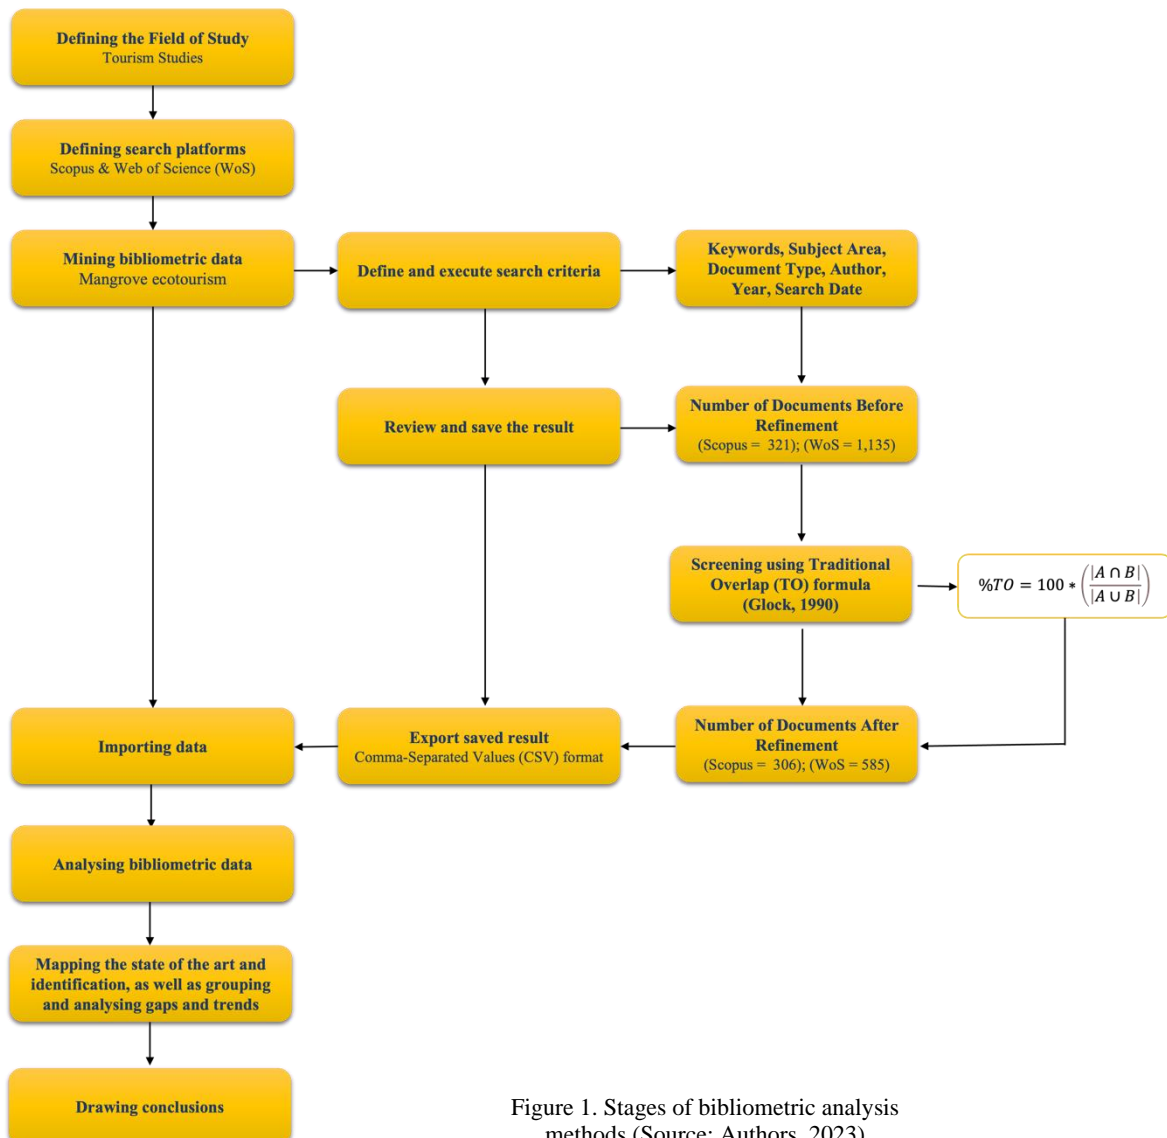 Defining the Field of Study
Tourism Studies
Defining search platforms
Scopus & Web of Science (WoS)
Mining bibliometric data
Mangrove ecotourism
Define and execute search criteria
Keywords, Subject Area,
Document Type, Author,
Year, Search Date
Review and save the result
Number of Documents Before
Refinement
(Scopus = 321); (WoS = 1,135)
Screening using Traditional
Overlap (TO) formula
(Glock, 1990)
%TO = 100 * (|A ∩ B| / |A ∪ B|)
Importing data
Export saved result
Comma-Separated Values (CSV) format
Number of Documents After
Refinement
(Scopus = 306); (WoS = 585)
Analysing bibliometric data
Mapping the state of the art and
identification, as well as grouping
and analysing gaps and trends
Drawing conclusions
Figure 1. Stages of bibliometric analysis
methods (Source: Authors, 2023)